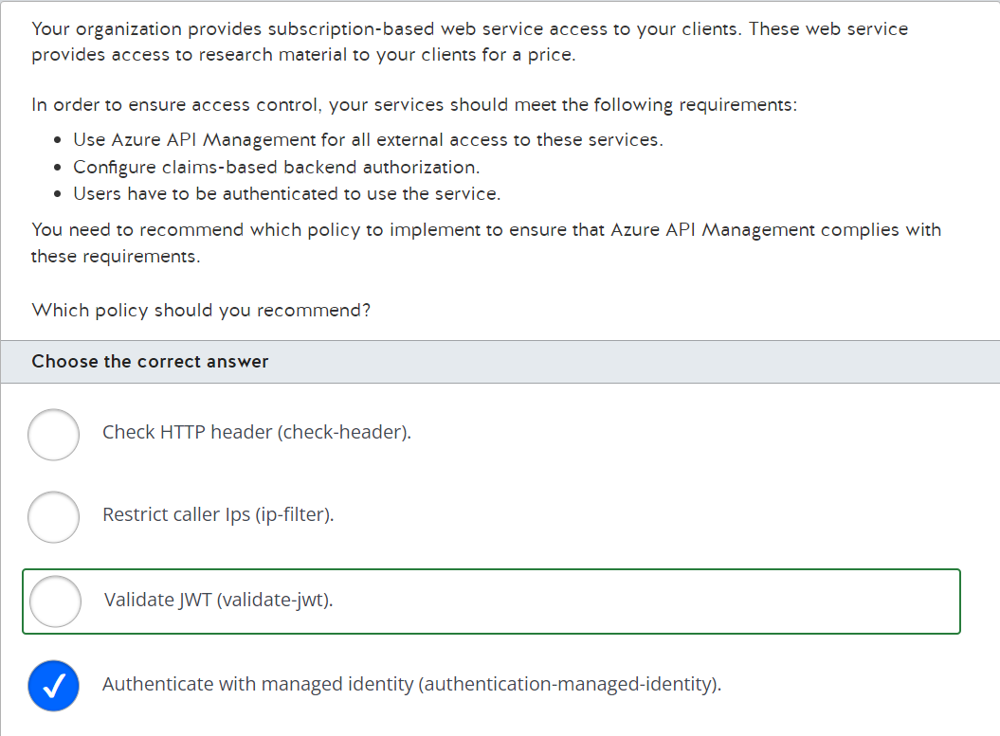 Your organization provides subscription-based web service access to your clients. These web service
provides access to research material to your clients for a price.
In order to ensure access control, your services should meet the following requirements:
• Use Azure API Management for all external access to these services.
• Configure claims-based backend authorization.
• Users have to be authenticated to use the service.
You need to recommend which policy to implement to ensure that Azure API Management complies with
these requirements.
Which policy should you recommend?
Choose the correct answer
Check HTTP header (check-header).
Restrict caller Ips (ip-filter).
Validate JWT (validate-jwt).
Authenticate with managed identity (authentication-managed-identity).